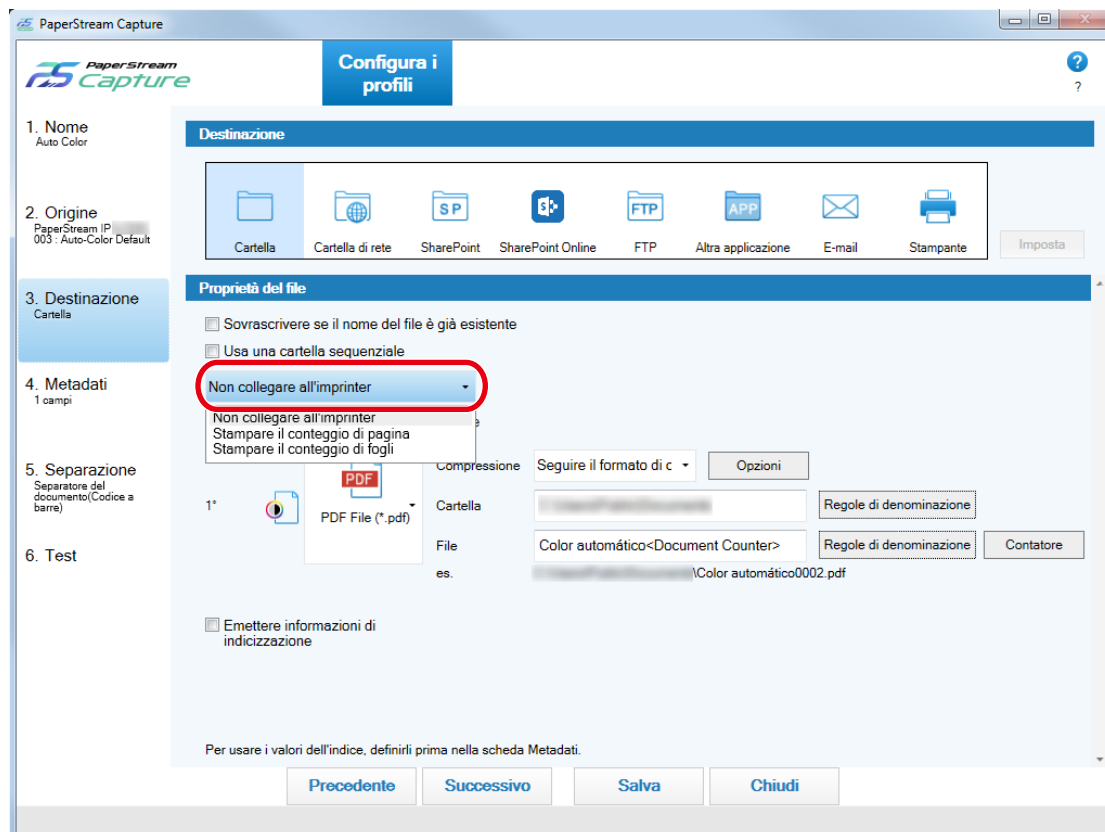 PaperStream Capture
PaperStream
Capture
Configura i
profili
?
?
1. Nome
Auto Color
2. Origine
PaperStream IP
003 : Auto-Color Default
3. Destinazione
Cartella
4. Metadati
1 campi
5. Separazione
Separatore del
documento(Codice a
barre)
6. Test
Destinazione
SP
S
FTP
APP
Cartella
Cartella di rete
SharePoint
SharePoint Online
FTP
Altra applicazione
E-mail
Stampante
Imposta
Proprietà del file
Sovrascrivere se il nome del file è già esistente
Usa una cartella sequenziale
Non collegare all'imprinter
Non collegare all'imprinter
Stampare il conteggio di pagina
Stampare il conteggio di fogli
1°
PDF
PDF File (*.pdf)
Compressione
Seguire il formato di c
Opzioni
Cartella
Regole di denominazione
File
Color automático<Document Counter>
Regole di denominazione
Contatore
es.
\Color automático0002.pdf
Emettere informazioni di
indicizzazione
Per usare i valori dell'indice, definirli prima nella scheda Metadati.
Precedente
Successivo
Salva
Chiudi